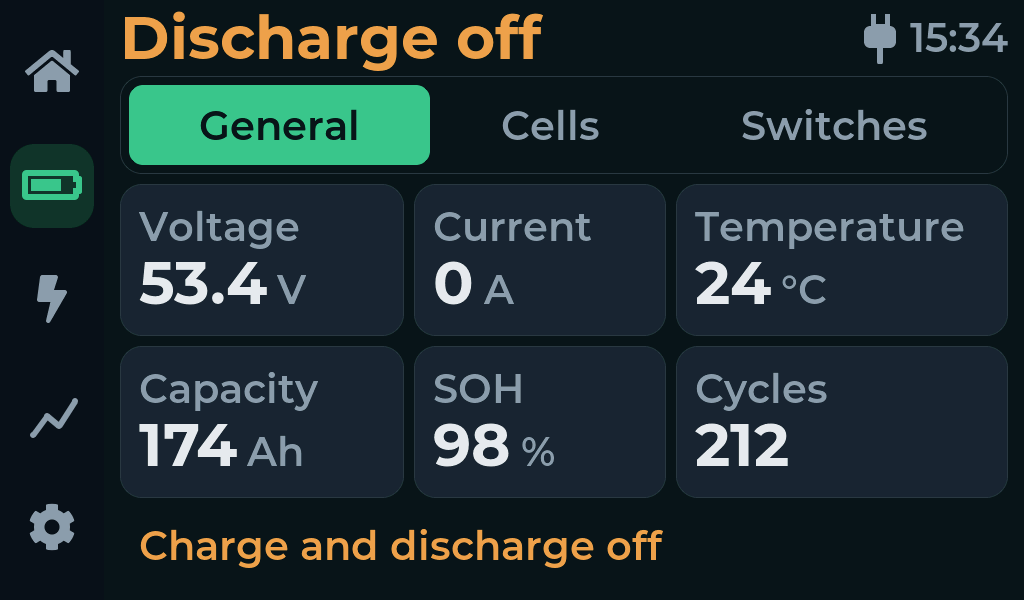 Discharge off
15:34
General Cells Switches
Voltage Current Temperature
53.4 V 0 A 24 °C
Capacity SOH Cycles
174 Ah 98 % 212
Charge and discharge off